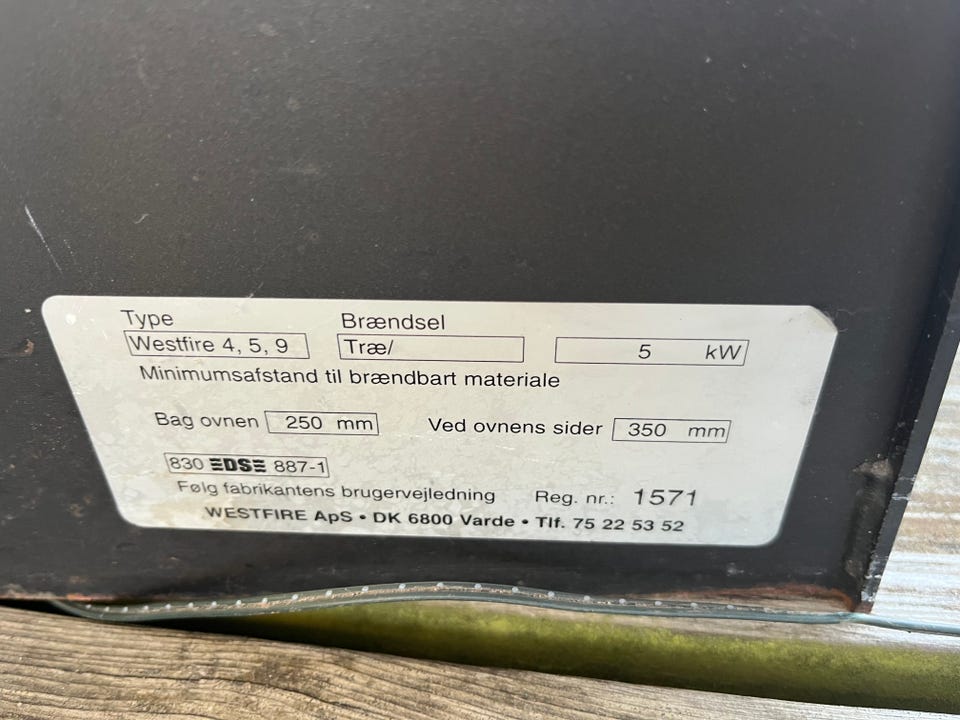 Type Brændsel
Westfire 4, 5, 9 Træ/ 5 kW
Minimumsafstand til brændbart materiale
Bag ovnen 250 mm Ved ovnens sider 350 mm
830 DS 887-1
Følg fabrikantens brugervejledning Reg. nr.: 1571
WESTFIRE ApS • DK 6800 Varde • Tlf. 75 22 53 52